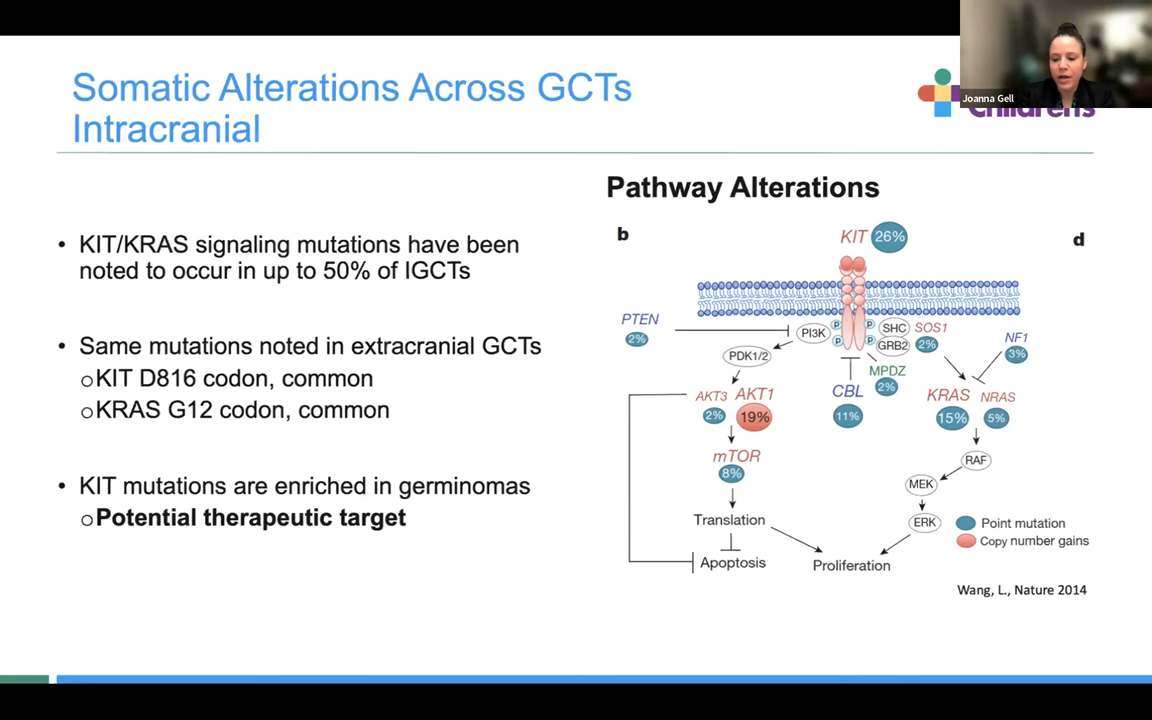 Joanna Gell
Children's
Somatic Alterations Across GCTs
Intracranial
• KIT/KRAS signaling mutations have been
noted to occur in up to 50% of IGCTs
• Same mutations noted in extracranial GCTs
oKIT D816 codon, common
oKRAS G12 codon, common
• KIT mutations are enriched in germinomas
oPotential therapeutic target
Pathway Alterations
b
d
KIT 26%
PTEN
2%
PI3K
P
P
P
P
SHC
GRB2
SOS1
2%
NF1
3%
PDK1/2
MPDZ
2%
AKT3 AKT1
2% 19%
CBL
11%
KRAS NRAS
15% 5%
mTOR
8%
RAF
MEK
ERK
Translation
Apoptosis
Proliferation
Point mutation
Copy number gains
Wang, L., Nature 2014